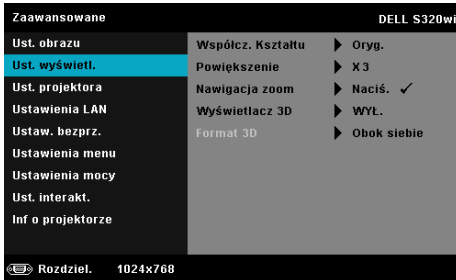 Zaawansowane DELL S320wi
Ust. obrazu
Ust. wyświetl.
Ust. projektora
Ustawienia LAN
Ustaw. bezprz.
Ustawienia menu
Ustawienia mocy
Ust. interakt.
Inf o projektorze
Współcz. Kształtu Oryg.
Powiększenie X3
Nawigacja zoom Naciś. ✓
Wyświetlacz 3D WYŁ.
Format 3D Obok siebie
Rozdziel. 1024x768